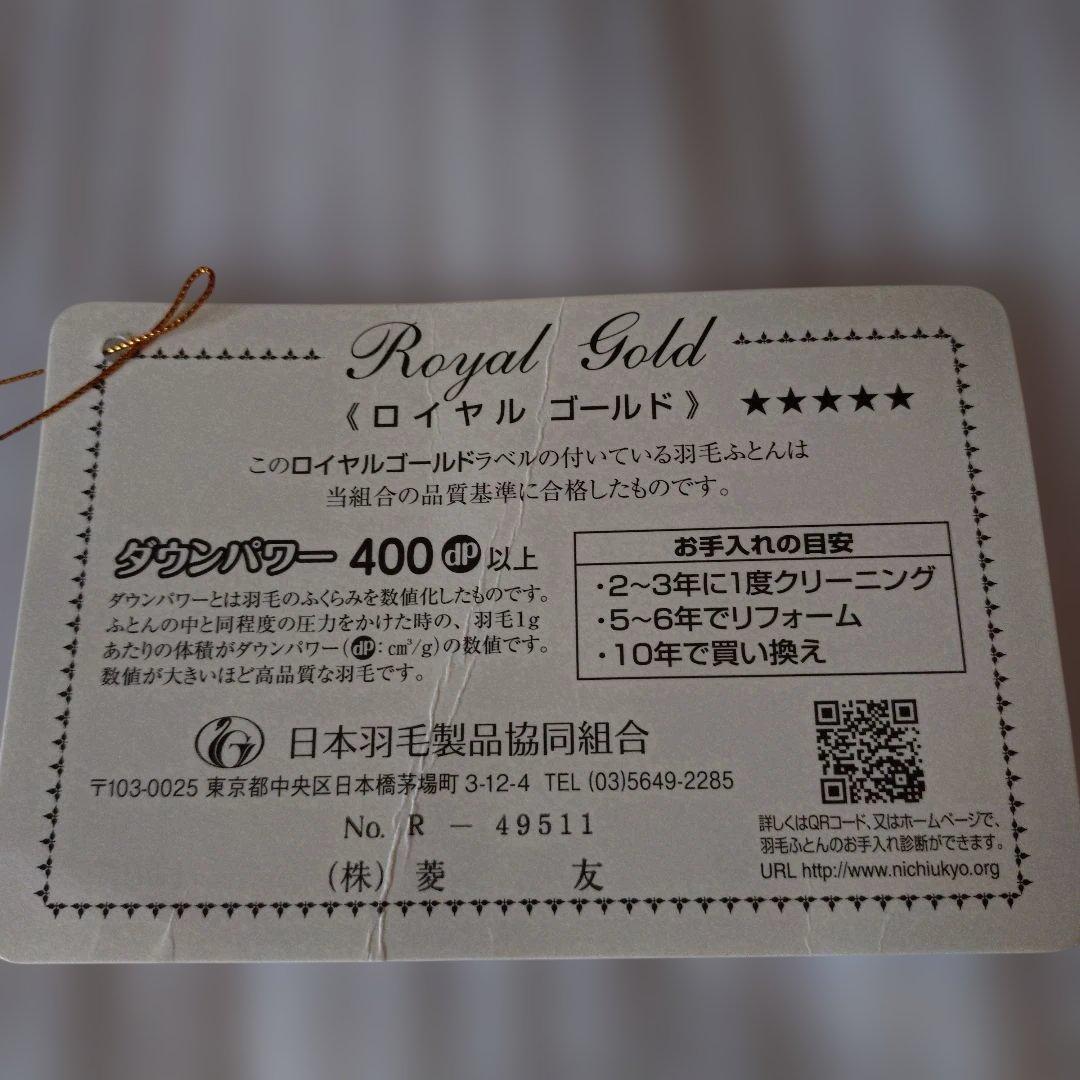 Royal Gold
《ロイヤル ゴールド》 ★★★★★
このロイヤルゴールドラベルの付いている羽毛ふとんは
当組合の品質基準に合格したものです。
ダウンパワー 400 dp 以上
ダウンパワーとは羽毛のふくらみを数値化したものです。
ふとんの中と同程度の圧力をかけた時の、羽毛1g
あたりの体積がダウンパワー(dp:cm³/g)の数値です。
数値が大きいほど高品質な羽毛です。
お手入れの目安
・2~3年に1度クリーニング
・5~6年でリフォーム
・10年で買い換え
日本羽毛製品協同組合
〒103-0025 東京都中央区日本橋茅場町 3-12-4 TEL (03)5649-2285
No. R － 49511
(株) 菱 友
詳しくはQRコード、又はホームページで、
羽毛ふとんのお手入れ診断ができます。
URL http://www.nichiukyo.org